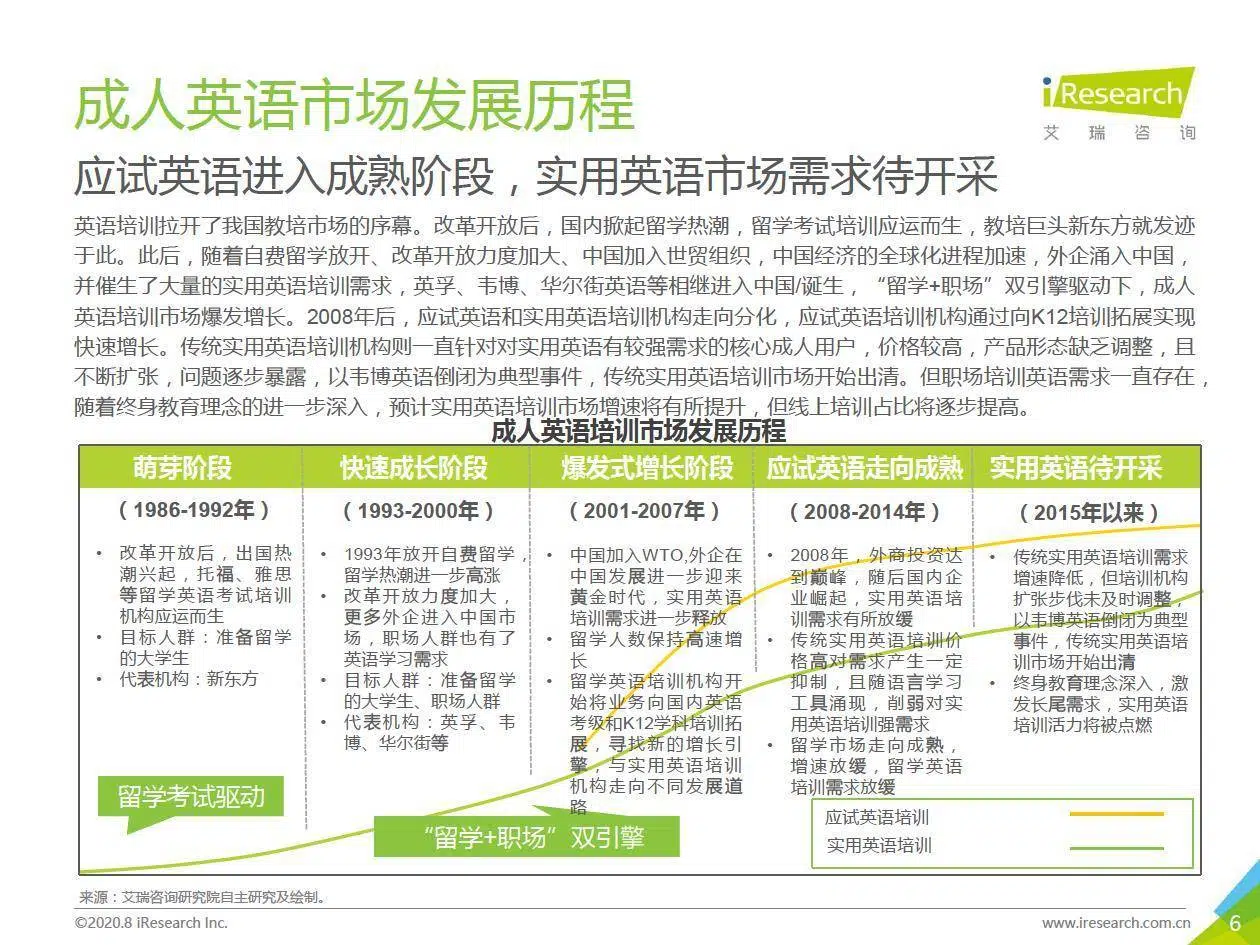 成人英语市场发展历程
iResearch
艾瑞咨询
应试英语进入成熟阶段，实用英语市场需求待开采
英语培训拉开了我国教培市场的序幕。改革开放后，国内掀起留学热潮，留学考试培训应运而生，教培巨头新东方就发迹
于此。此后，随着自费留学放开、改革开放力度加大、中国加入世贸组织，中国经济的全球化进程加速，外企涌入中国，
并催生了大量的实用英语培训需求，英孚、韦博、华尔街英语等相继进入中国/诞生，“留学+职场”双引擎驱动下，成人
英语培训市场爆发增长。2008年后，应试英语和实用英语培训机构走向分化，应试英语培训机构通过向K12培训拓展实现
快速增长。传统实用英语培训机构则一直针对对实用英语有较强需求的核心成人用户，价格较高，产品形态缺乏调整，且
不断扩张，问题逐步暴露，以韦博英语倒闭为典型事件，传统实用英语培训市场开始出清。但职场培训英语需求一直存在，
随着终身教育理念的进一步深入，预计实用英语培训市场增速将有所提升，但线上培训占比将逐步提高。
成人英语培训市场发展历程
萌芽阶段
（1986-1992年）
• 改革开放后，出国热
潮兴起，托福、雅思
等留学英语考试培训
机构应运而生
• 目标人群：准备留学
的大学生
• 代表机构：新东方
留学考试驱动
快速成长阶段
（1993-2000年）
• 1993年放开自费留学，
留学热潮进一步高涨
• 改革开放力度加大，
更多外企进入中国市
场，职场人群也有了
英语学习需求
• 目标人群：准备留学
的大学生、职场人群
• 代表机构：英孚、韦
博、华尔街等
“留学+职场”双引擎
爆发式增长阶段
（2001-2007年）
• 中国加入WTO,外企在
中国发展进一步迎来
黄金时代，实用英语
培训需求进一步释放
• 留学人数保持高速增
长
• 留学英语培训机构开
始将业务向国内英语
考级和K12学科培训拓
展，寻找新的增长引
擎，与实用英语培训
机构走向不同发展道
路
应试英语走向成熟
（2008-2014年）
• 2008年，外商投资达
到巅峰，随后国内企
业崛起，实用英语培
训需求有所放缓
• 传统实用英语培训价
格高对需求产生一定
抑制，且随语言学习
工具涌现，削弱对实
用英语培训强需求
• 留学市场走向成熟，
增速放缓，留学英语
培训需求放缓
实用英语待开采
（2015年以来）
• 传统实用英语培训需求
增速降低，但培训机构
扩张步伐未及时调整，
以韦博英语倒闭为典型
事件，传统实用英语培
训市场开始出清
• 终身教育理念深入，激
发长尾需求，实用英语
培训活力将被点燃
应试英语培训
实用英语培训
来源：艾瑞咨询研究院自主研究及绘制。
©2020.8 iResearch Inc.
www.iresearch.com.cn
6